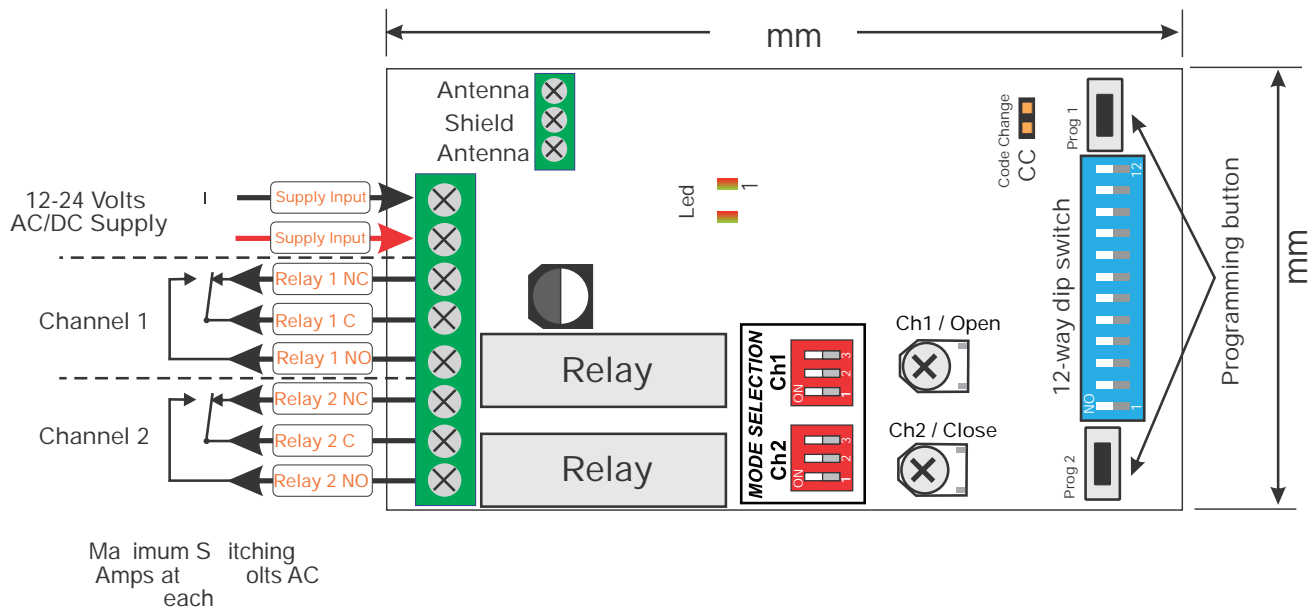 mm
Antenna
Shield
Antenna
Code Change
CC
Prog 1
12-way dip switch
12
NO
1
Programming button
mm
Led
1
12-24 Volts
AC/DC Supply
Supply Input
Supply Input
Channel 1
Relay 1 NC
Relay 1 C
Relay 1 NO
Channel 2
Relay 2 NC
Relay 2 C
Relay 2 NO
Relay
Relay
MODE SELECTION
Ch1
ON
1
2
3
Ch2
ON
1
2
3
Ch1 / Open
Ch2 / Close
Prog 2
Ma imum S itching
Amps at olts AC
each